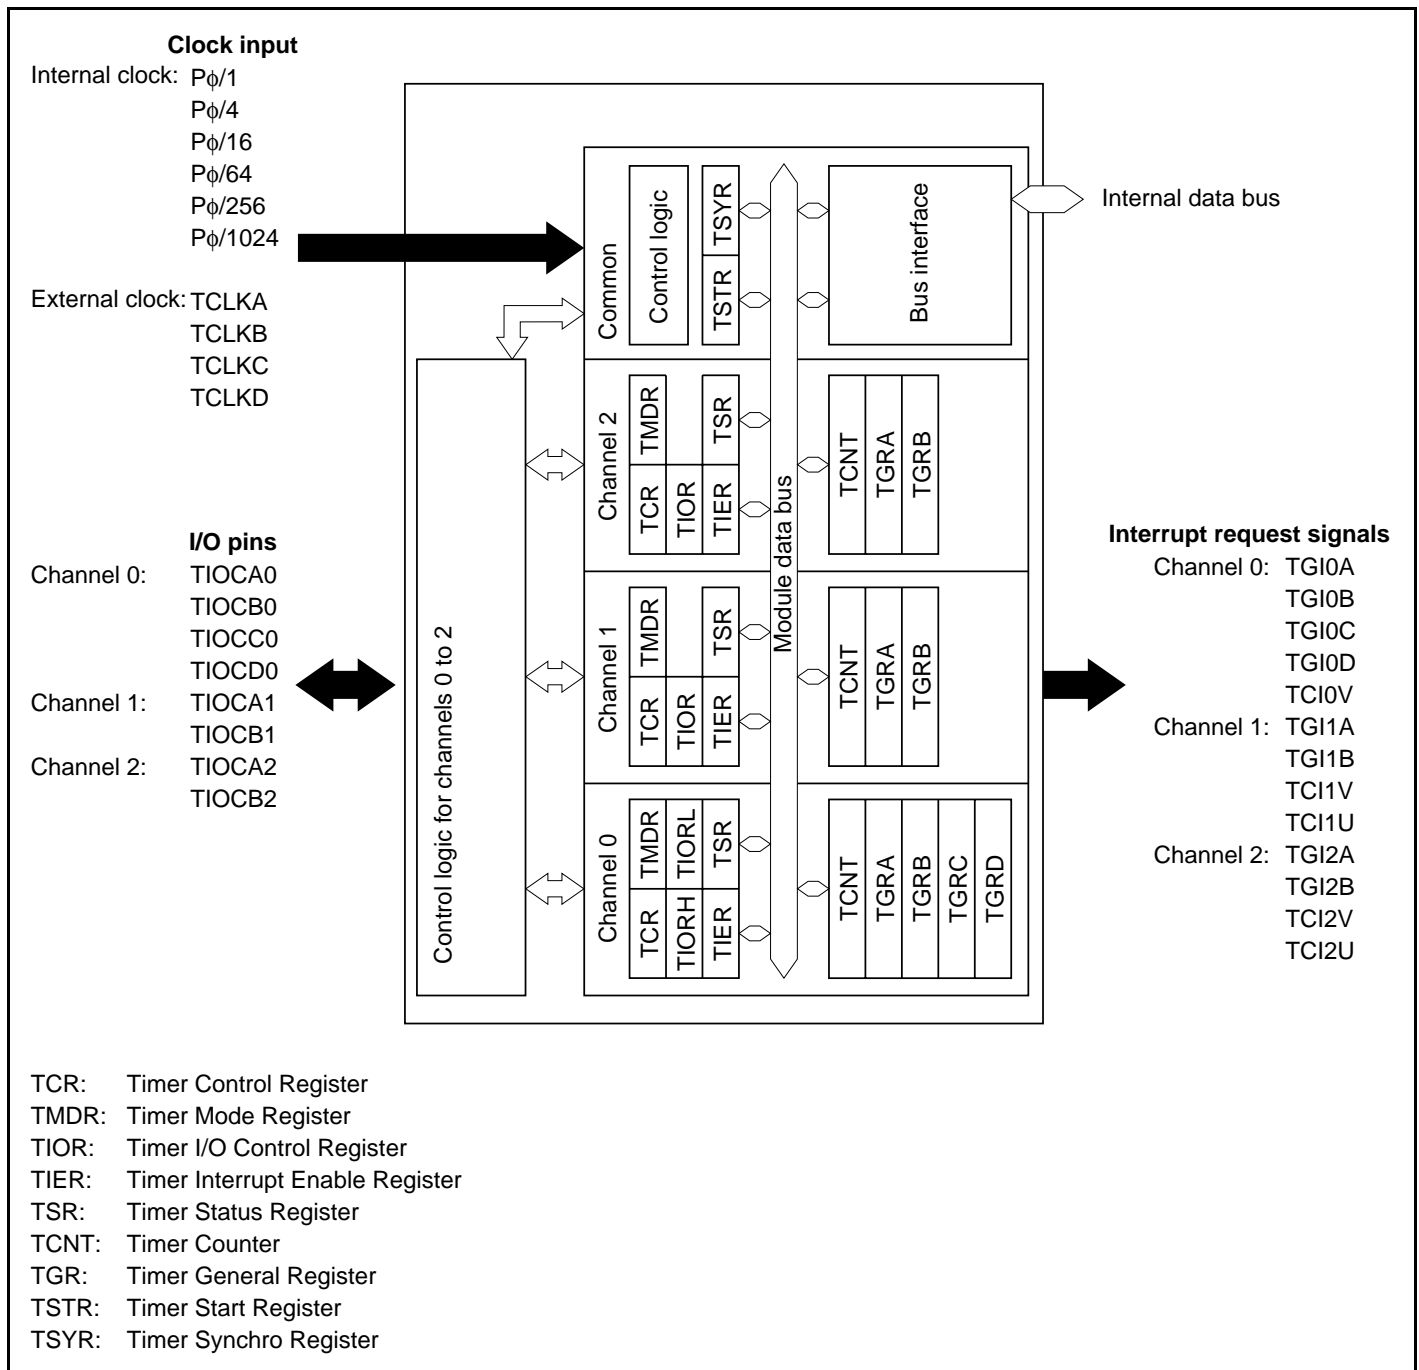 Clock input
Internal clock: Pϕ/1
Pϕ/4
Pϕ/16
Pϕ/64
Pϕ/256
Pϕ/1024
External clock: TCLKA
TCLKB
TCLKC
TCLKD
I/O pins
Channel 0: TIOCA0
TIOCB0
TIOCC0
TIOCD0
Channel 1: TIOCA1
TIOCB1
Channel 2: TIOCA2
TIOCB2
Control logic for channels 0 to 2
Common
Control logic
TSYR
TSTR
Bus interface
Internal data bus
Module data bus
Channel 2
TMDR
TSR
TCR
TIOR
TIER
TCNT
TGRA
TGRB
Channel 1
TMDR
TSR
TCR
TIOR
TIER
TCNT
TGRA
TGRB
Channel 0
TMDR
TIORL
TSR
TCR
TIORH
TIER
TCNT
TGRA
TGRB
TGRC
TGRD
Interrupt request signals
Channel 0: TGI0A
TGI0B
TGI0C
TGI0D
TCI0V
Channel 1: TGI1A
TGI1B
TCI1V
TCI1U
Channel 2: TGI2A
TGI2B
TCI2V
TCI2U
TCR: Timer Control Register
TMDR: Timer Mode Register
TIOR: Timer I/O Control Register
TIER: Timer Interrupt Enable Register
TSR: Timer Status Register
TCNT: Timer Counter
TGR: Timer General Register
TSTR: Timer Start Register
TSYR: Timer Synchro Register